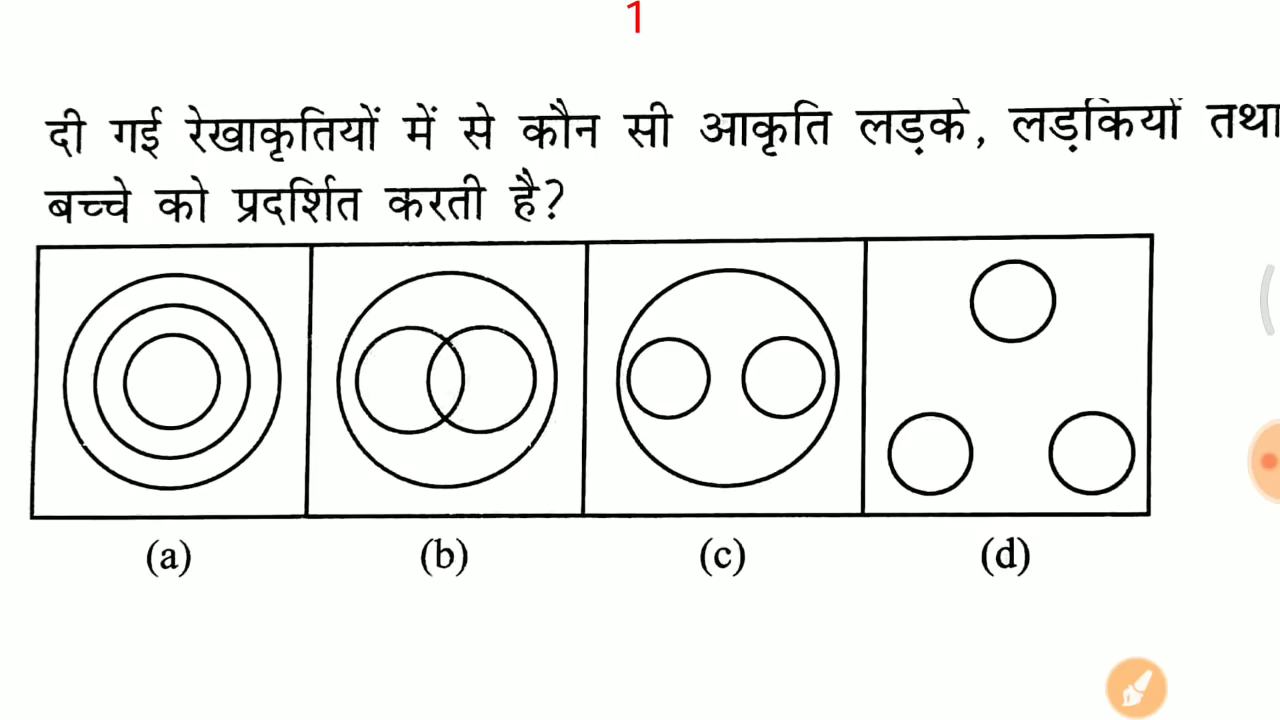 1
दी गई रेखाकृतियों में से कौन सी आकृति लड़के, लड़कियों तथा
बच्चे को प्रदर्शित करती है?
(a) (b) (c) (d)